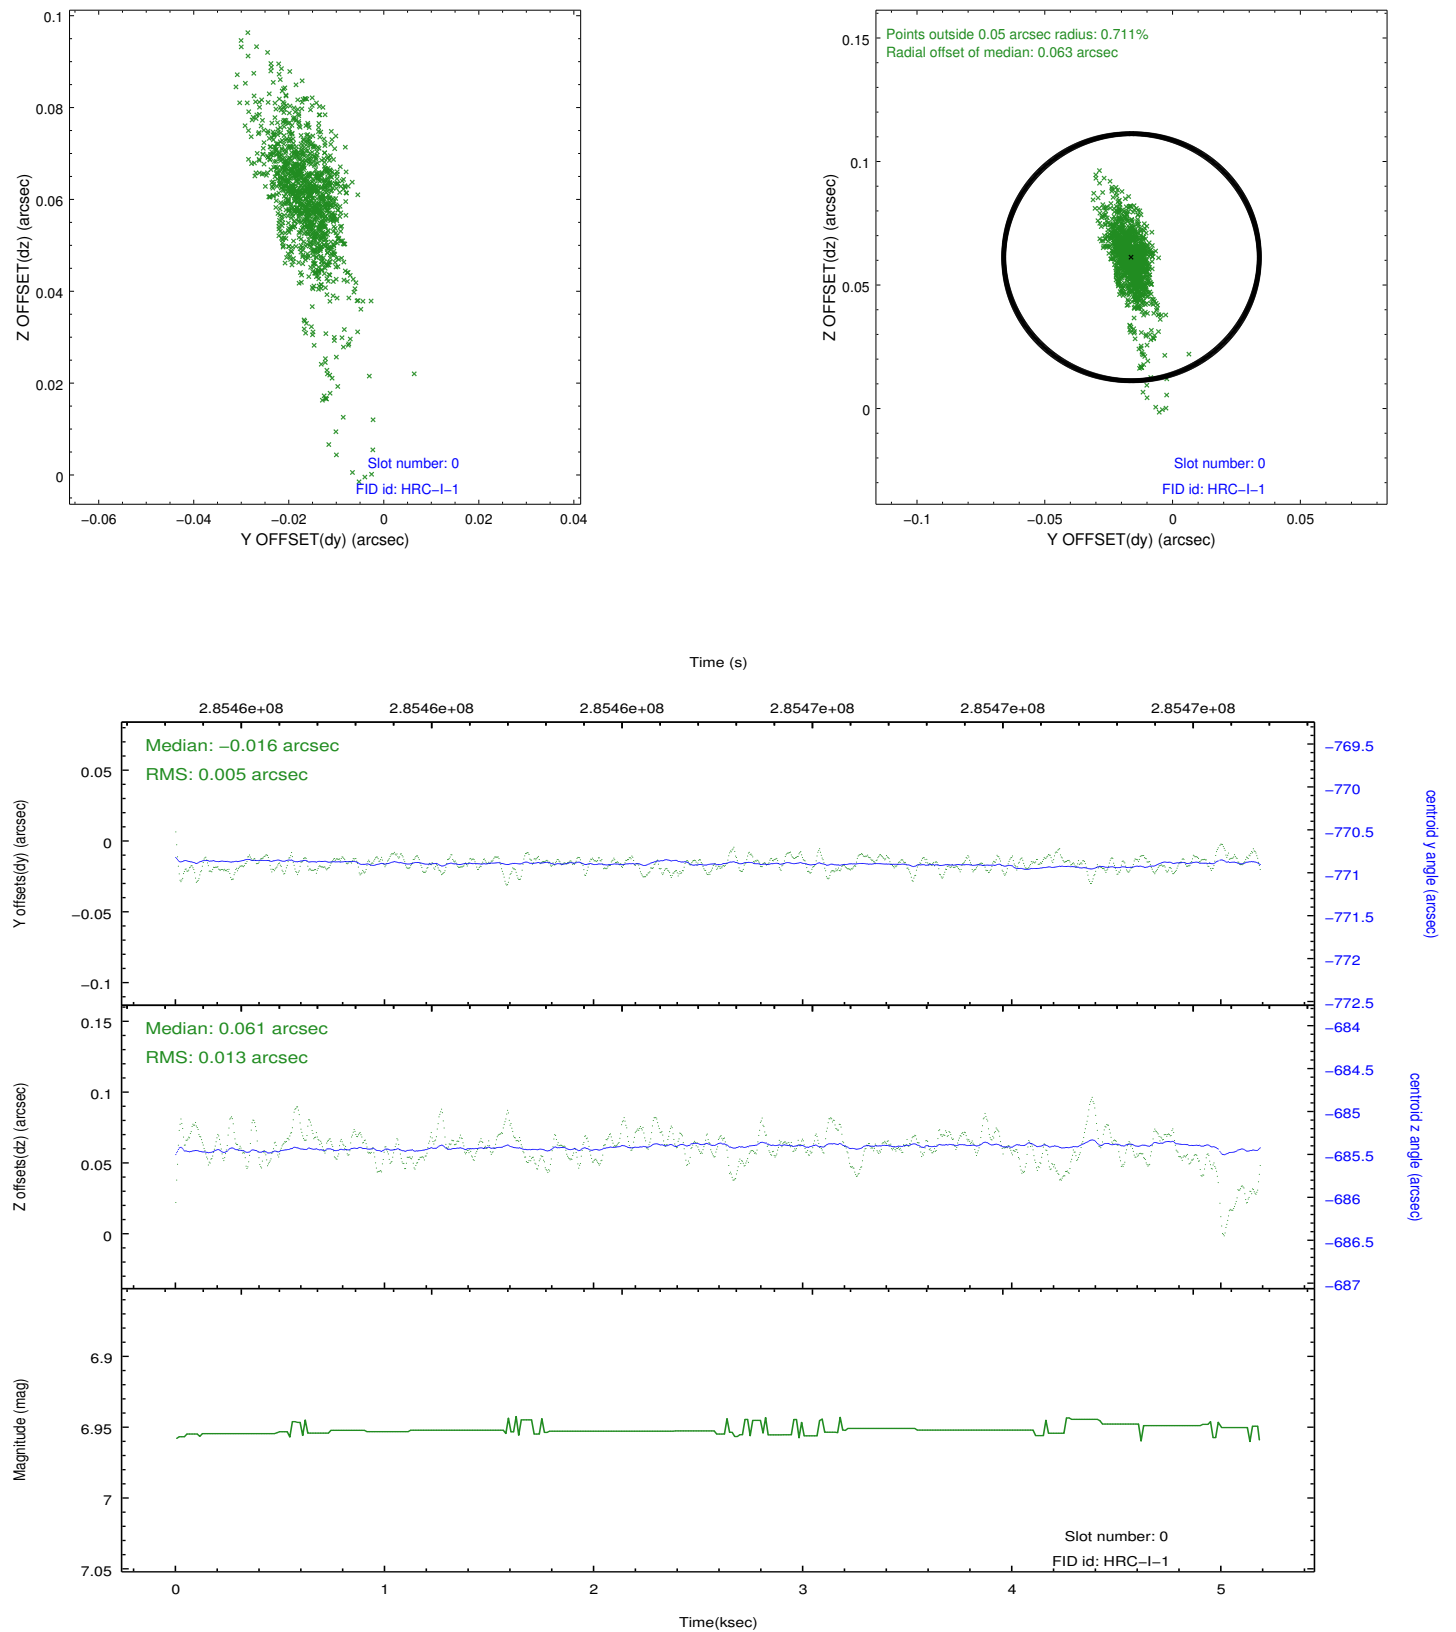 0.1
0.08
0.06
0.04
0.02
0
Z OFFSET(dz) (arcsec)
Slot number: 0
FID id: HRC−I−1
−0.06 −0.04 −0.02 0 0.02 0.04
Y OFFSET(dy) (arcsec)
Points outside 0.05 arcsec radius: 0.711%
Radial offset of median: 0.063 arcsec
0.15
0.1
0.05
0
Z OFFSET(dz) (arcsec)
Slot number: 0
FID id: HRC−I−1
−0.1 −0.05 0 0.05
Y OFFSET(dy) (arcsec)
Time (s)
2.8546e+08 2.8546e+08 2.8546e+08 2.8547e+08 2.8547e+08 2.8547e+08
Median: −0.016 arcsec
RMS: 0.005 arcsec
0.05
0
−0.05
−0.1
Y offsets(dy) (arcsec)
−769.5
−770
−770.5
−771
−771.5
−772
−772.5
centroid y angle (arcsec)
Median: 0.061 arcsec
RMS: 0.013 arcsec
0.15
0.1
0.05
0
Z offsets(dz) (arcsec)
−684
−684.5
−685
−685.5
−686
−686.5
−687
centroid z angle (arcsec)
6.9
6.95
7
7.05
Magnitude (mag)
Slot number: 0
FID id: HRC−I−1
0 1 2 3 4 5
Time(ksec)